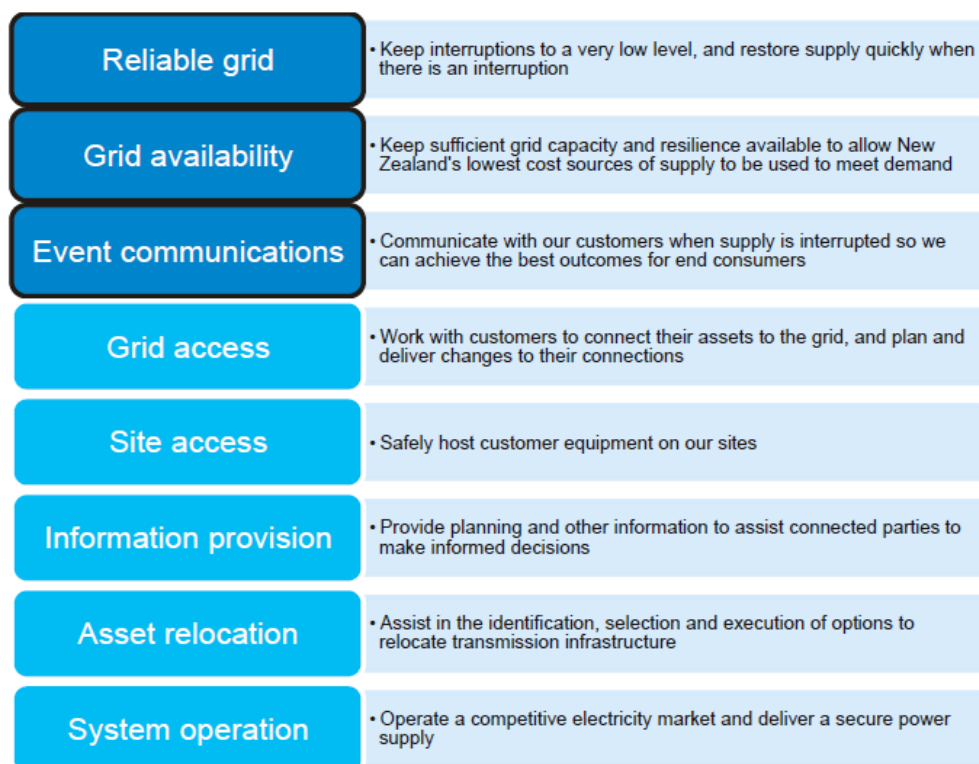 Reliable grid
• Keep interruptions to a very low level, and restore supply quickly when
there is an interruption
Grid availability
• Keep sufficient grid capacity and resilience available to allow New
Zealand's lowest cost sources of supply to be used to meet demand
Event communications
• Communicate with our customers when supply is interrupted so we
can achieve the best outcomes for end consumers
Grid access
• Work with customers to connect their assets to the grid, and plan and
deliver changes to their connections
Site access
• Safely host customer equipment on our sites
Information provision
• Provide planning and other information to assist connected parties to
make informed decisions
Asset relocation
• Assist in the identification, selection and execution of options to
relocate transmission infrastructure
System operation
• Operate a competitive electricity market and deliver a secure power
supply